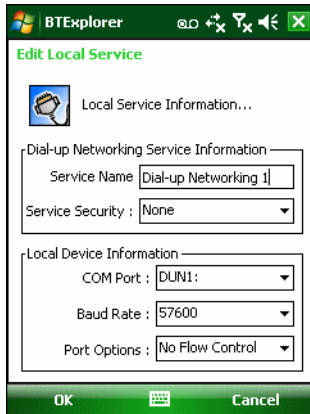 BTExplorer
Edit Local Service
Local Service Information...
Dial-up Networking Service Information
Service Name Dial-up Networking 1
Service Security : None
Local Device Information
COM Port : DUN1:
Baud Rate : 57600
Port Options : No Flow Control
OK Cancel